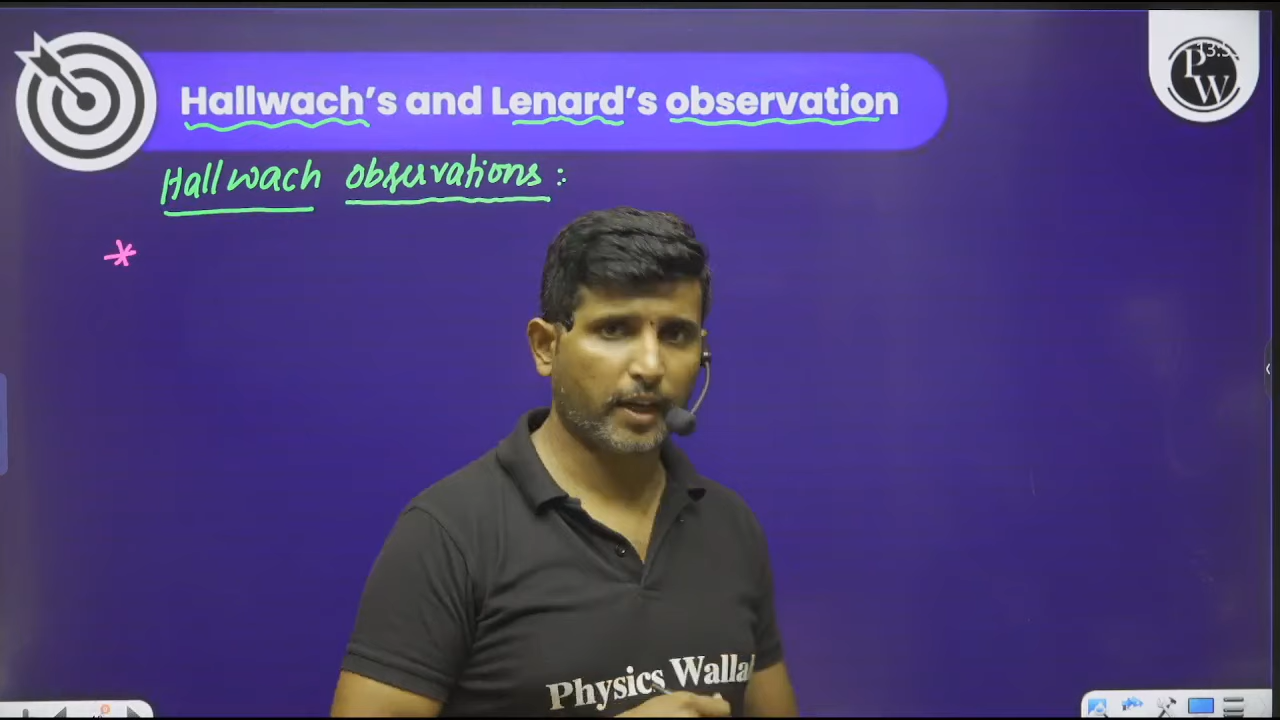 Hallwach's and Lenard's observation
Hallwach observations:
*
PW
Physics Walla